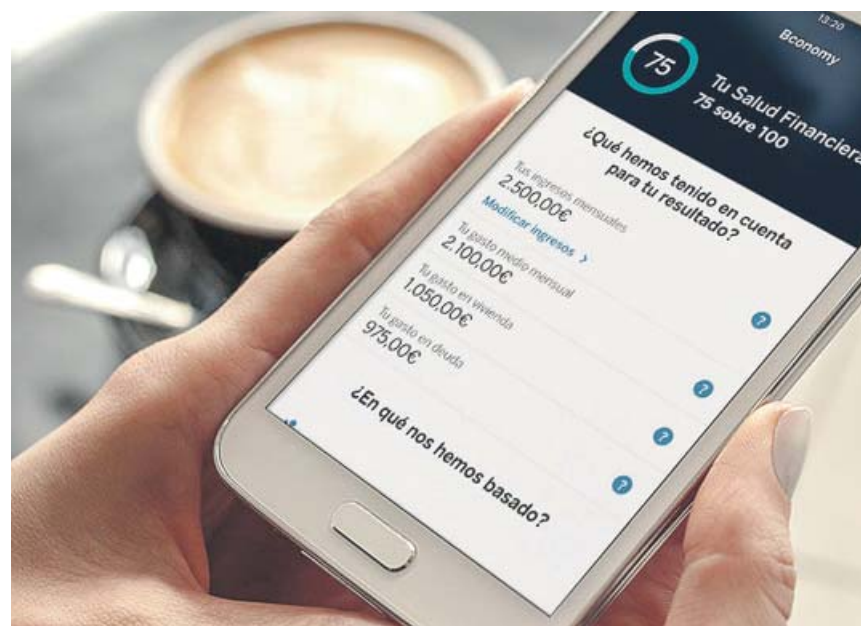 13:20
Bconomy
75
Tu Salud Financiera
75 sobre 100
¿Qué hemos tenido en cuenta
para tu resultado?
Tus ingresos mensuales
2.500,00€
Modificar ingresos >
Tu gasto medio mensual
2.100,00€
?
Tu gasto en vivienda
1.050,00€
?
Tu gasto en deuda
975,00€
?
?
¿En qué nos hemos basado?